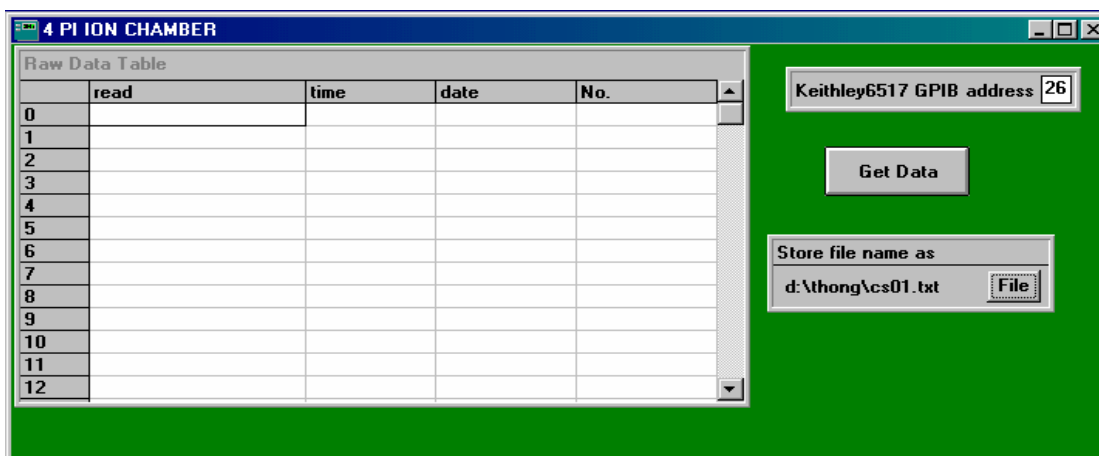 4 PI ION CHAMBER
Raw Data Table
read time date No.
0
1
2
3
4
5
6
7
8
9
10
11
12
Keithley6517 GPIB address 26
Get Data
Store file name as
d:\thong\cs01.txt File